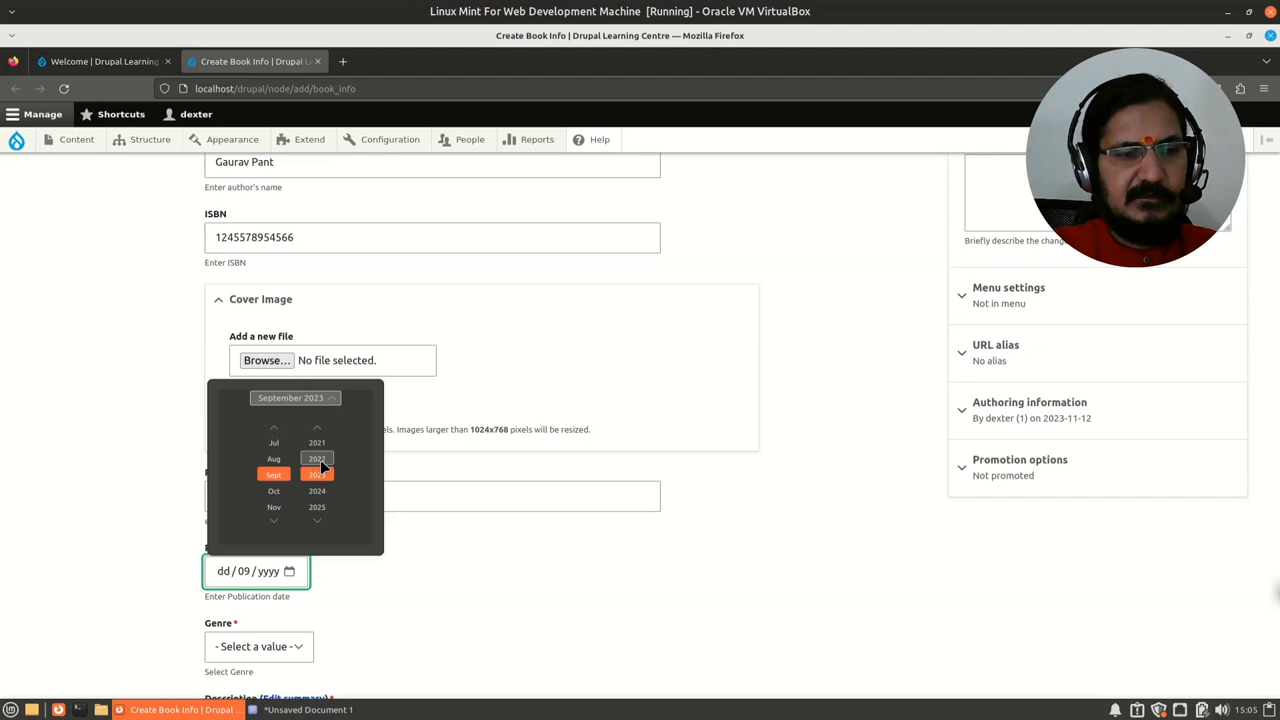 Linux Mint For Web Development Machine [Running] - Oracle VM VirtualBox
Create Book Info | Drupal Learning Centre — Mozilla Firefox
Welcome | Drupal Learning
Create Book Info | Drupal L
localhost/drupal/node/add/book_info
Manage
Shortcuts
dexter
Content
Structure
Appearance
Extend
Configuration
People
Reports
Help
Gaurav Pant
Enter author's name
ISBN
1245578954566
Enter ISBN
Cover Image
Add a new file
Browse… No file selected.
September 2023
Jul 2021
Aug 2022
Sept 2023
Oct 2024
Nov 2025
els. Images larger than 1024x768 pixels will be resized.
dd / 09 / yyyy
Enter Publication date
Genre *
- Select a value -
Select Genre
Description (Edit summary) *
Briefly describe the chang
Menu settings
Not in menu
URL alias
No alias
Authoring information
By dexter (1) on 2023-11-12
Promotion options
Not promoted
Create Book Info | Drupal ...
*Unsaved Document 1
15:05